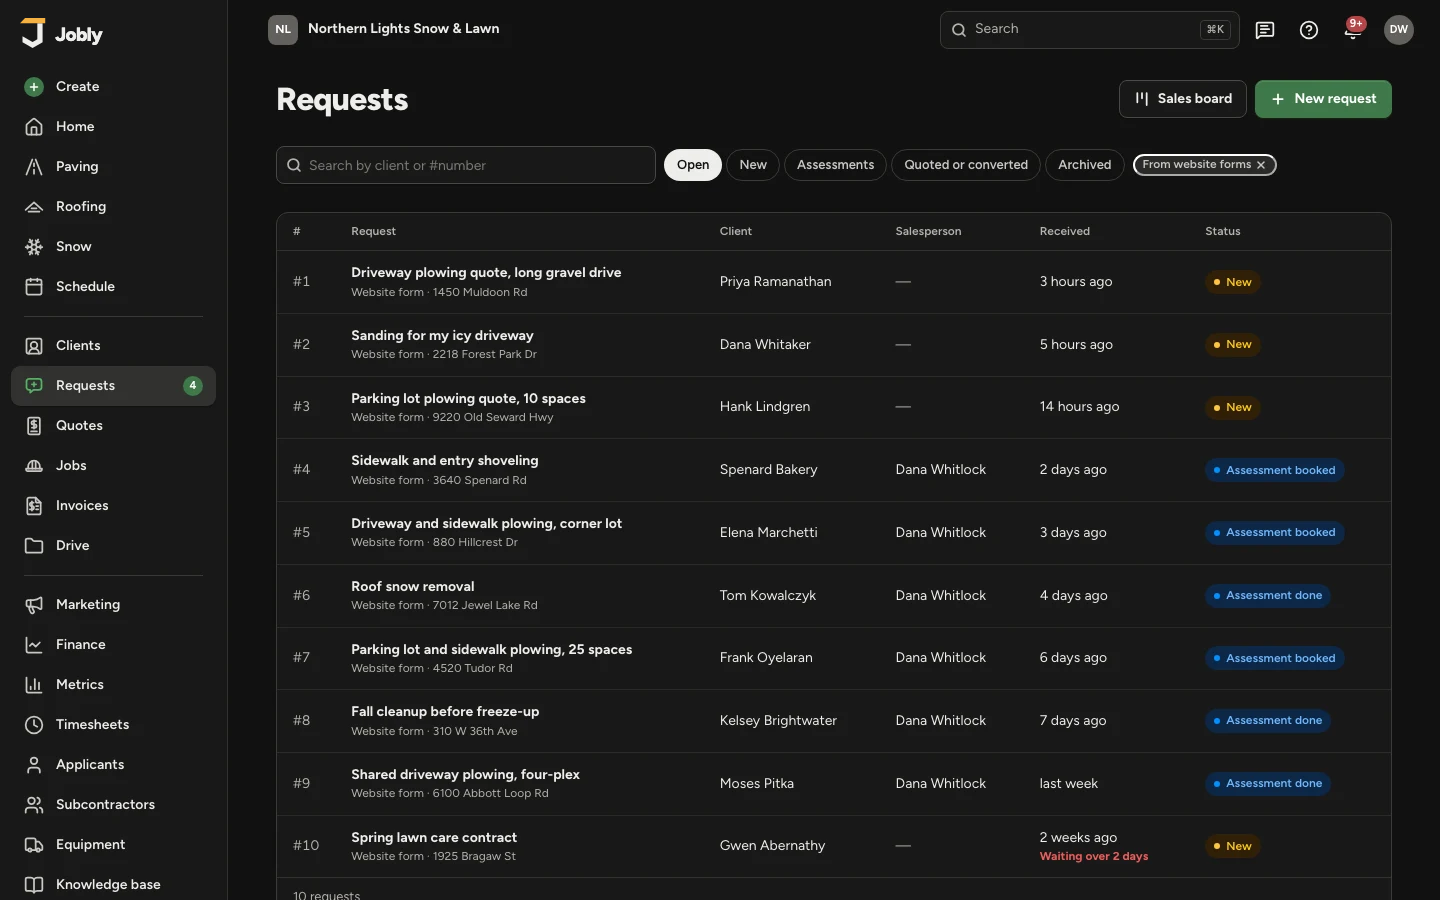 Jobly
NL
Northern Lights Snow & Lawn
Search
⌘K
9+
DW
Create
Home
Paving
Roofing
Snow
Schedule
Clients
Requests
4
Quotes
Jobs
Invoices
Drive
Marketing
Finance
Metrics
Timesheets
Applicants
Subcontractors
Equipment
Knowledge base
Requests
Sales board
New request
Search by client or #number
Open
New
Assessments
Quoted or converted
Archived
From website forms
# Request Client Salesperson Received Status
#1 Driveway plowing quote, long gravel drive Priya Ramanathan — 3 hours ago New
Website form · 1450 Muldoon Rd
#2 Sanding for my icy driveway Dana Whitaker — 5 hours ago New
Website form · 2218 Forest Park Dr
#3 Parking lot plowing quote, 10 spaces Hank Lindgren — 14 hours ago New
Website form · 9220 Old Seward Hwy
#4 Sidewalk and entry shoveling Spenard Bakery Dana Whitlock 2 days ago Assessment booked
Website form · 3640 Spenard Rd
#5 Driveway and sidewalk plowing, corner lot Elena Marchetti Dana Whitlock 3 days ago Assessment booked
Website form · 880 Hillcrest Dr
#6 Roof snow removal Tom Kowalczyk Dana Whitlock 4 days ago Assessment done
Website form · 7012 Jewel Lake Rd
#7 Parking lot and sidewalk plowing, 25 spaces Frank Oyelaran Dana Whitlock 6 days ago Assessment booked
Website form · 4520 Tudor Rd
#8 Fall cleanup before freeze-up Kelsey Brightwater Dana Whitlock 7 days ago Assessment done
Website form · 310 W 36th Ave
#9 Shared driveway plowing, four-plex Moses Pitka Dana Whitlock last week Assessment done
Website form · 6100 Abbott Loop Rd
#10 Spring lawn care contract Gwen Abernathy — 2 weeks ago New
Website form · 1925 Bragaw St Waiting over 2 days
10 requests